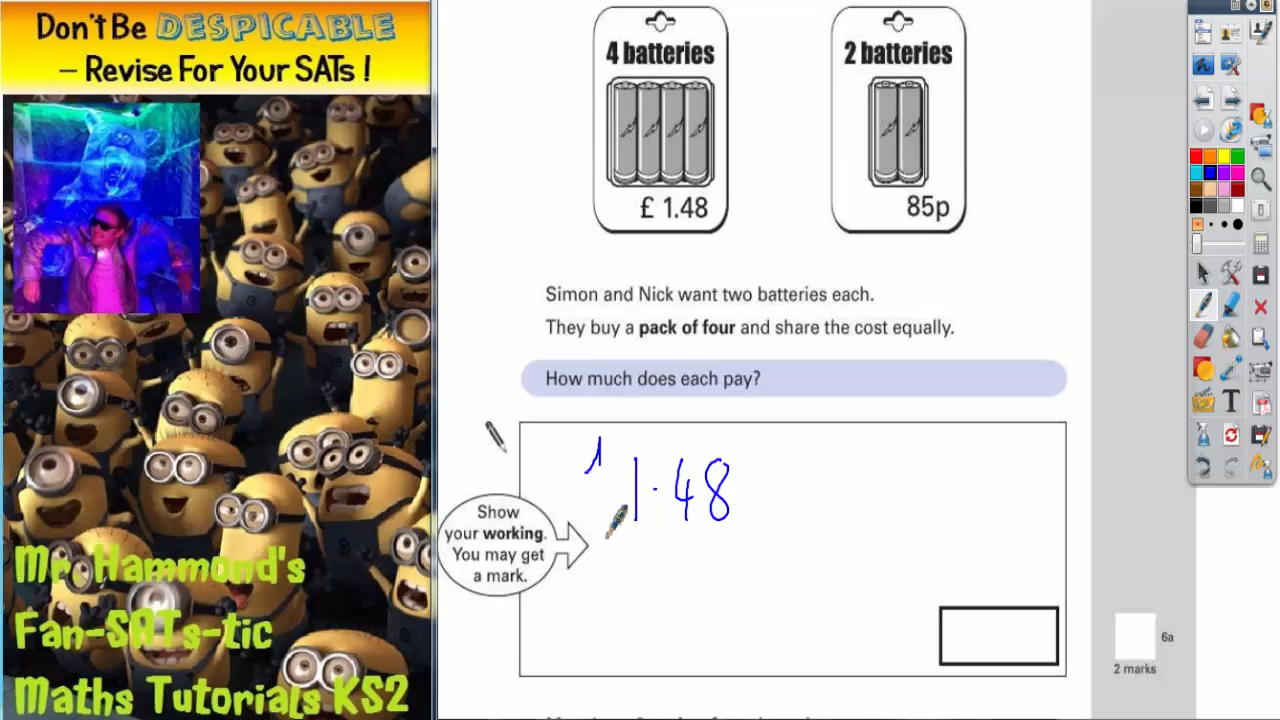 Don't Be DESPICABLE
– Revise For Your SATs !
Mr. Hammond's
Fan-SATs-tic
Maths Tutorials KS2
4 batteries
£ 1.48
2 batteries
85p
Simon and Nick want two batteries each.
They buy a pack of four and share the cost equally.
How much does each pay?
1
1.48
Show
your working.
You may get
a mark.
6a
2 marks